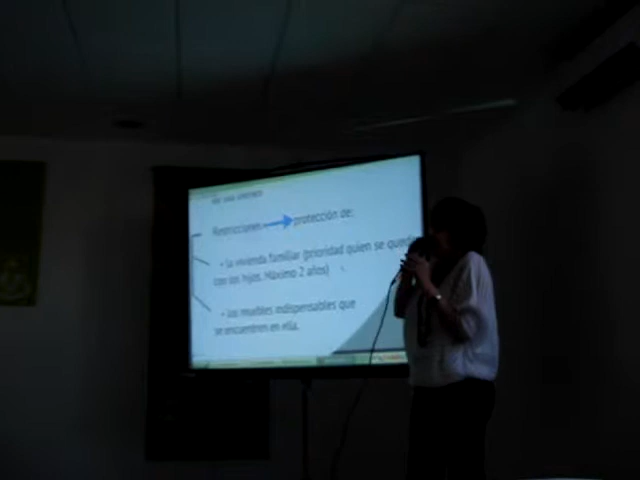 Restricciones protección de:
• la vivienda familiar (prioridad quien se queda
con los hijos. Máximo 2 años)
• los muebles indispensables que
se encuentren en ella.